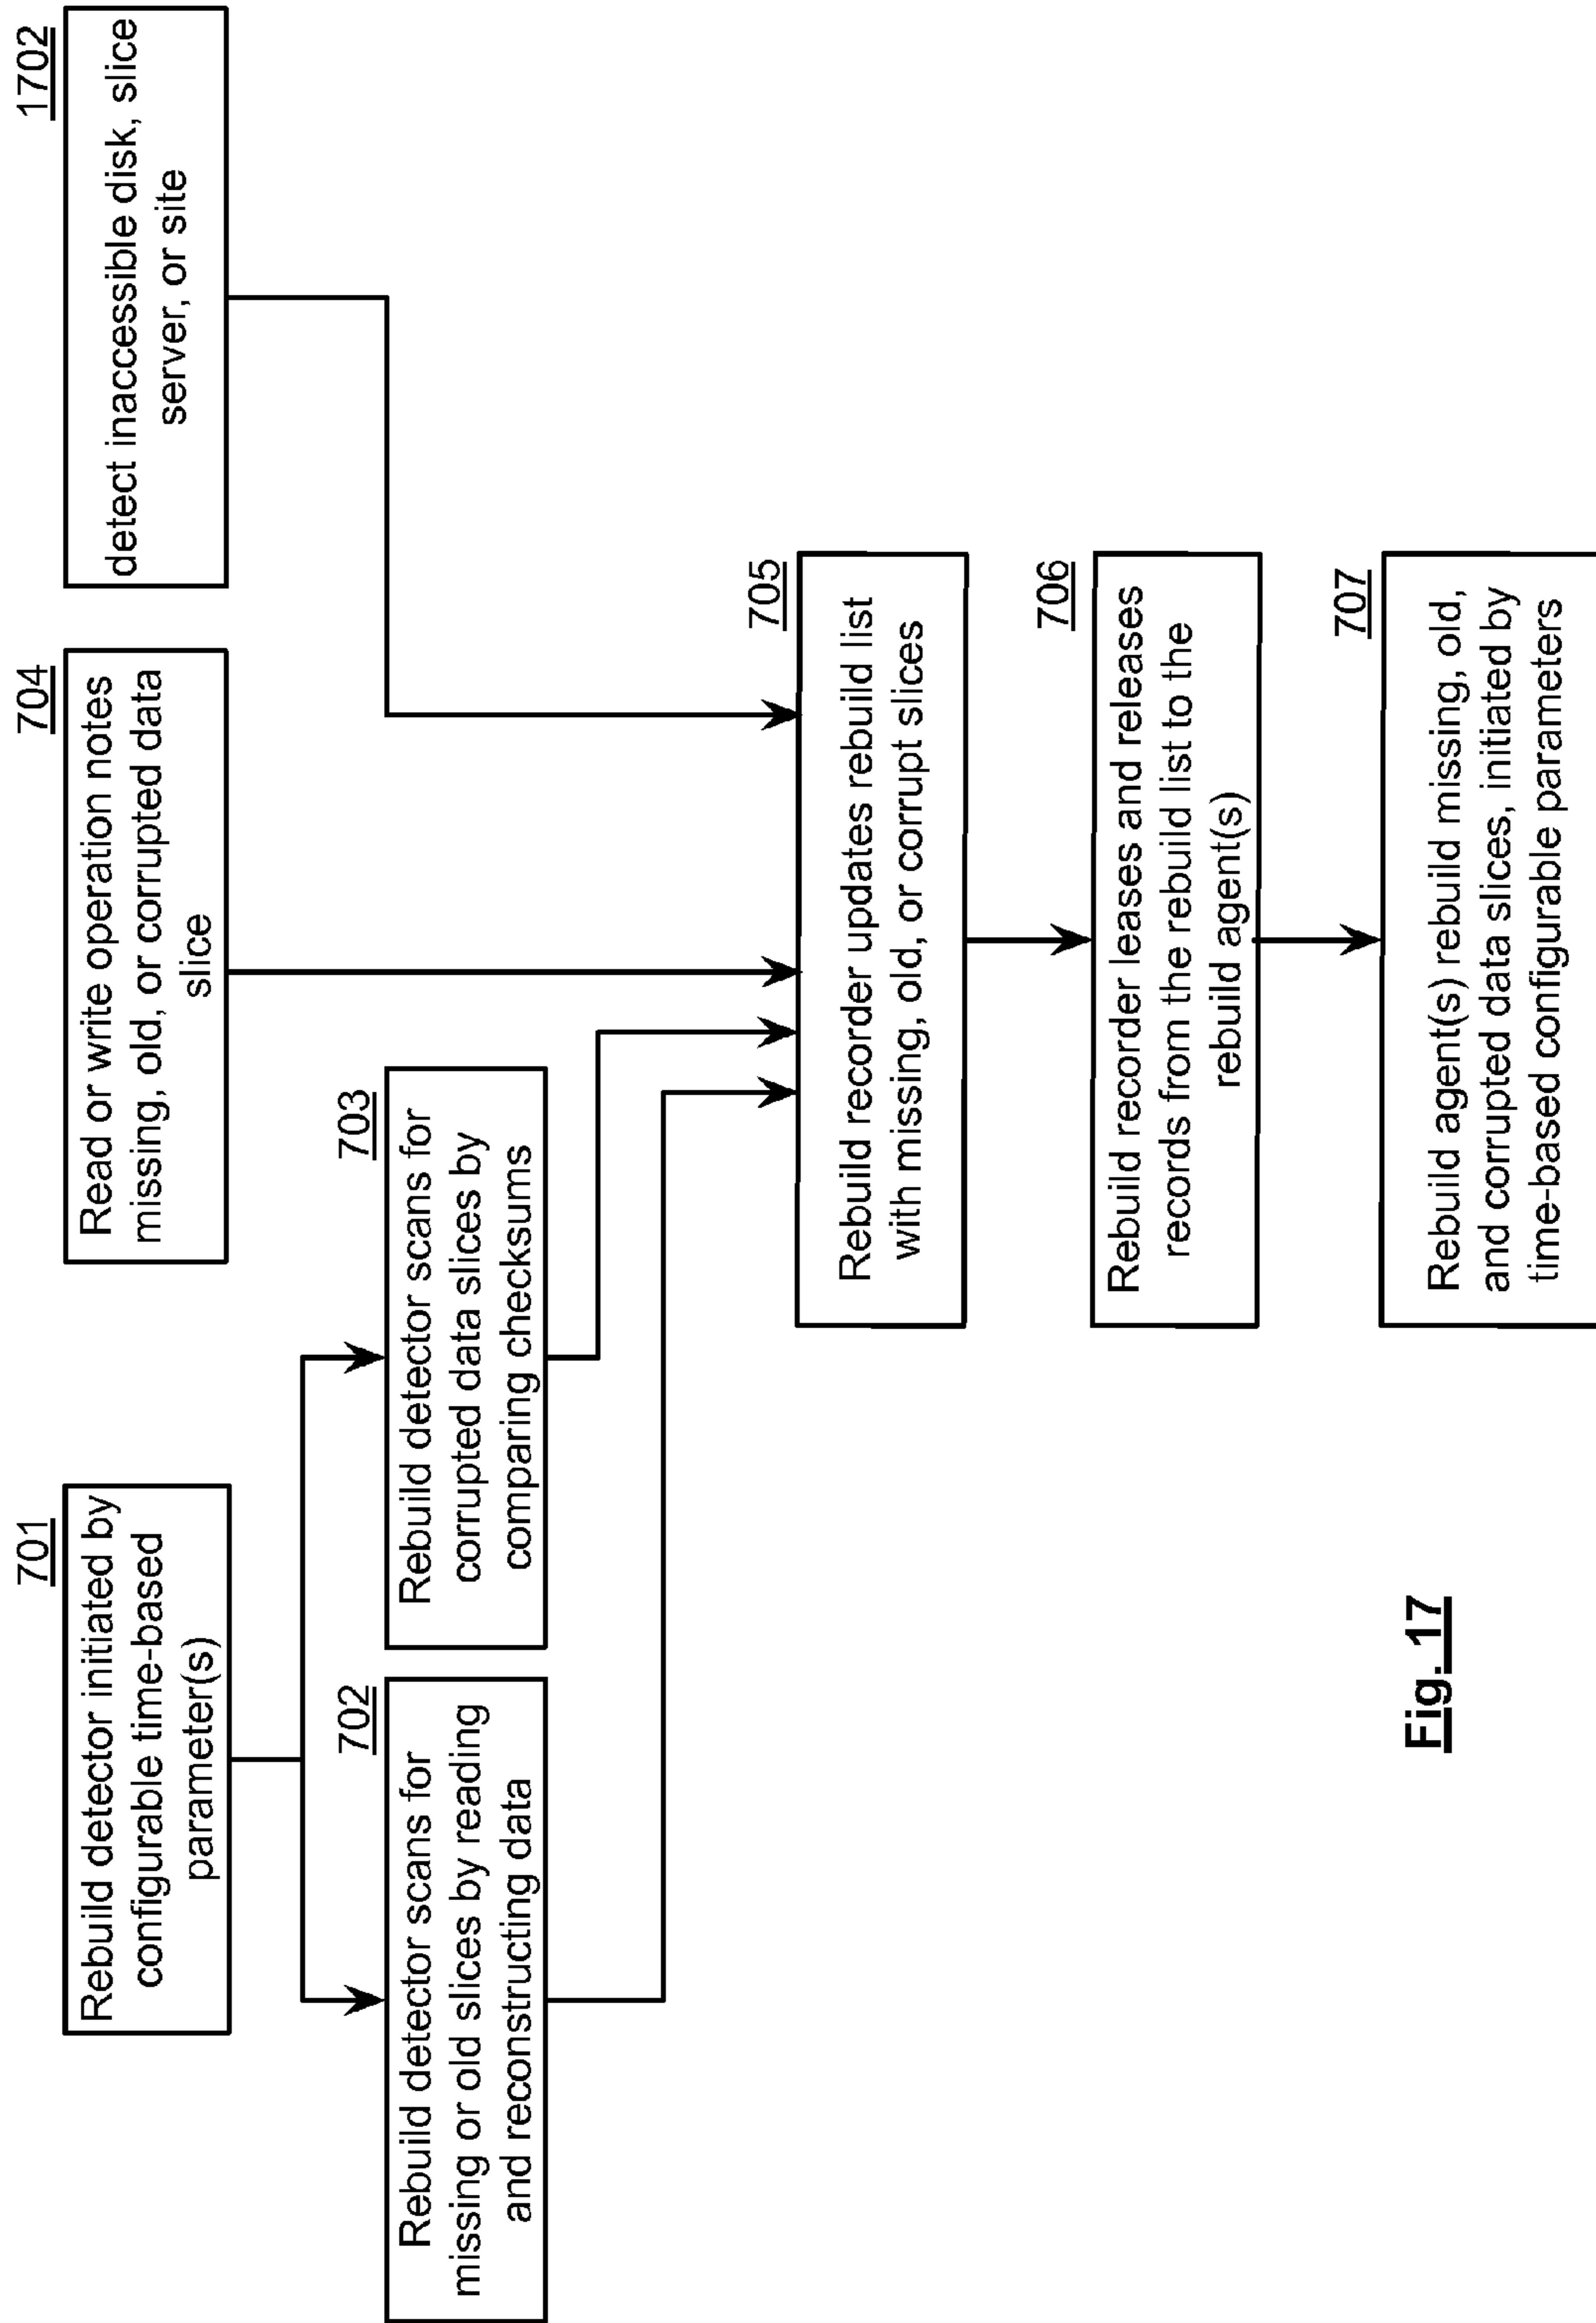 701
Rebuild detector initiated by
configurable time-based
parameter(s)
704
Read or write operation notes
missing, old, or corrupted data
slice
1702
detect inaccessible disk, slice
server, or site
702
Rebuild detector scans for
missing or old slices by reading
and reconstructing data
703
Rebuild detector scans for
corrupted data slices by
comparing checksums
705
Rebuild recorder updates rebuild list
with missing, old, or corrupt slices
706
Rebuild recorder leases and releases
records from the rebuild list to the
rebuild agent(s)
707
Rebuild agent(s) rebuild missing, old,
and corrupted data slices, initiated by
time-based configurable parameters
Fig. 17